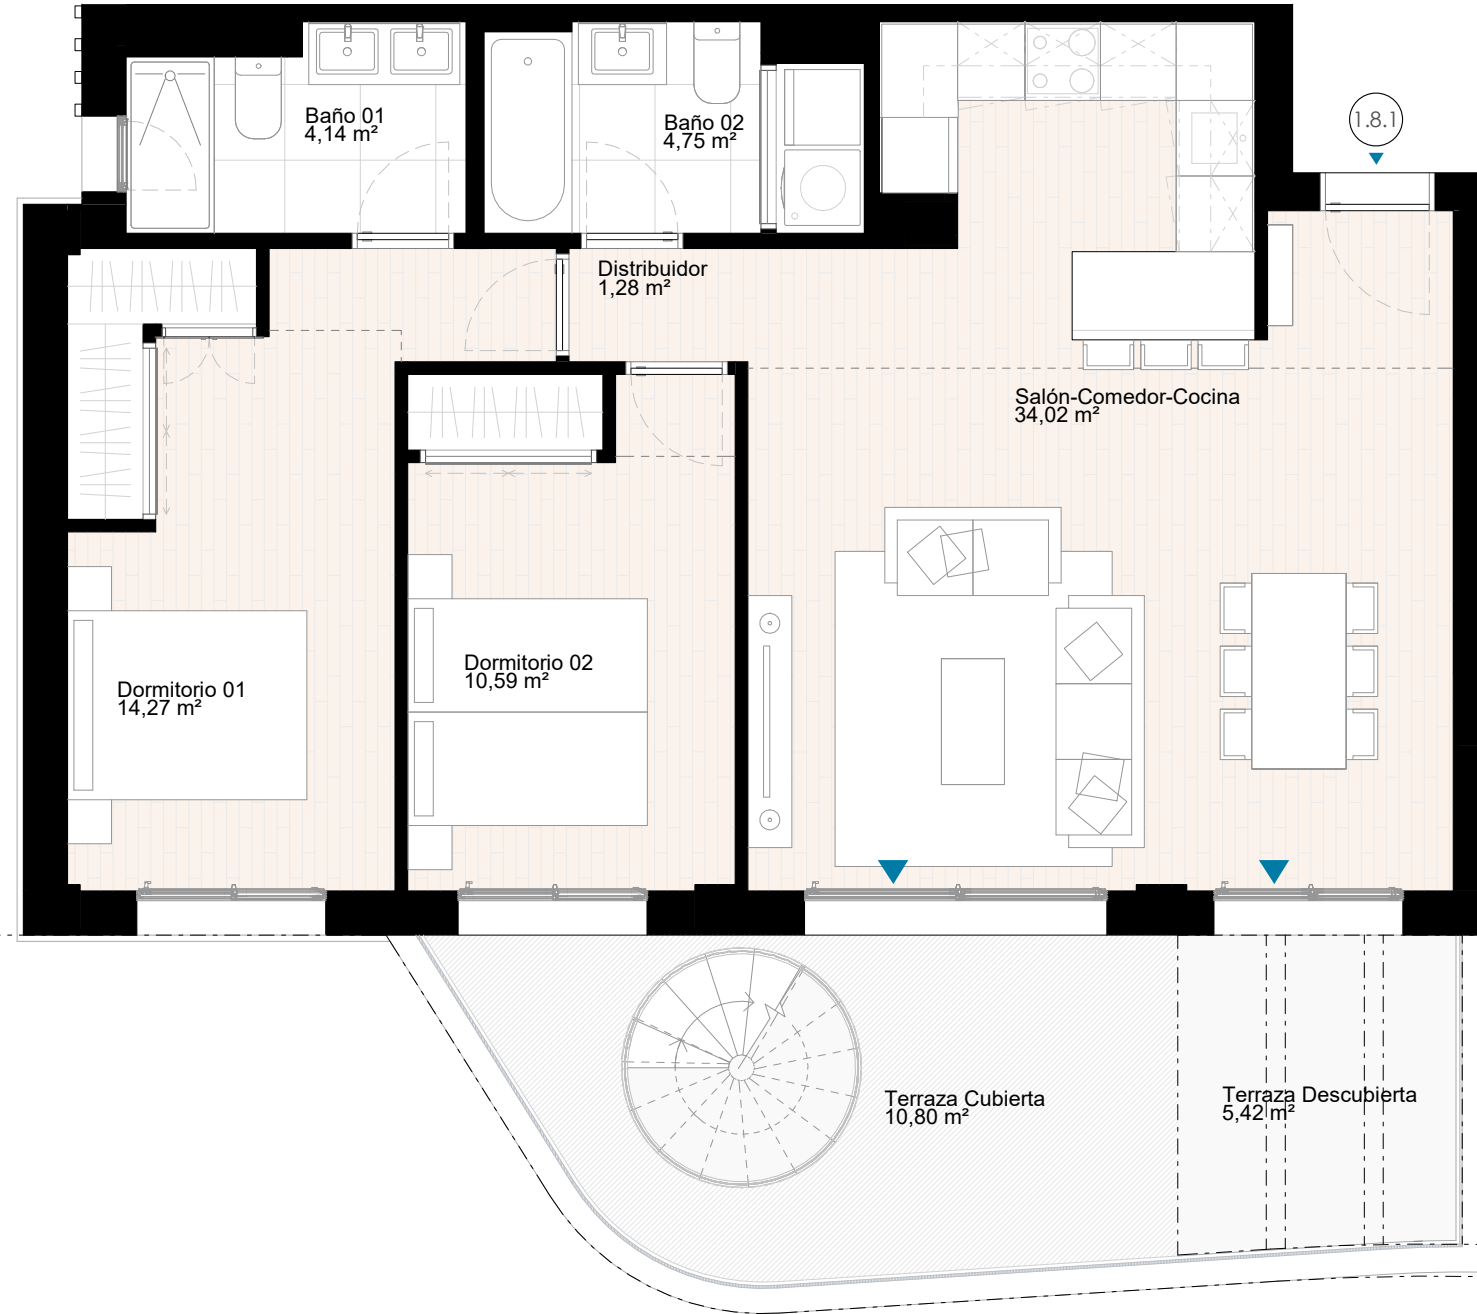 Baño 01
4,14 m²
Baño 02
4,75 m²
1.8.1
Distribuidor
1,28 m²
Salón-Comedor-Cocina
34,02 m²
Dormitorio 02
10,59 m²
Dormitorio 01
14,27 m²
Terraza Cubierta
10,80 m²
Terraza Descubierta
5,42 m²